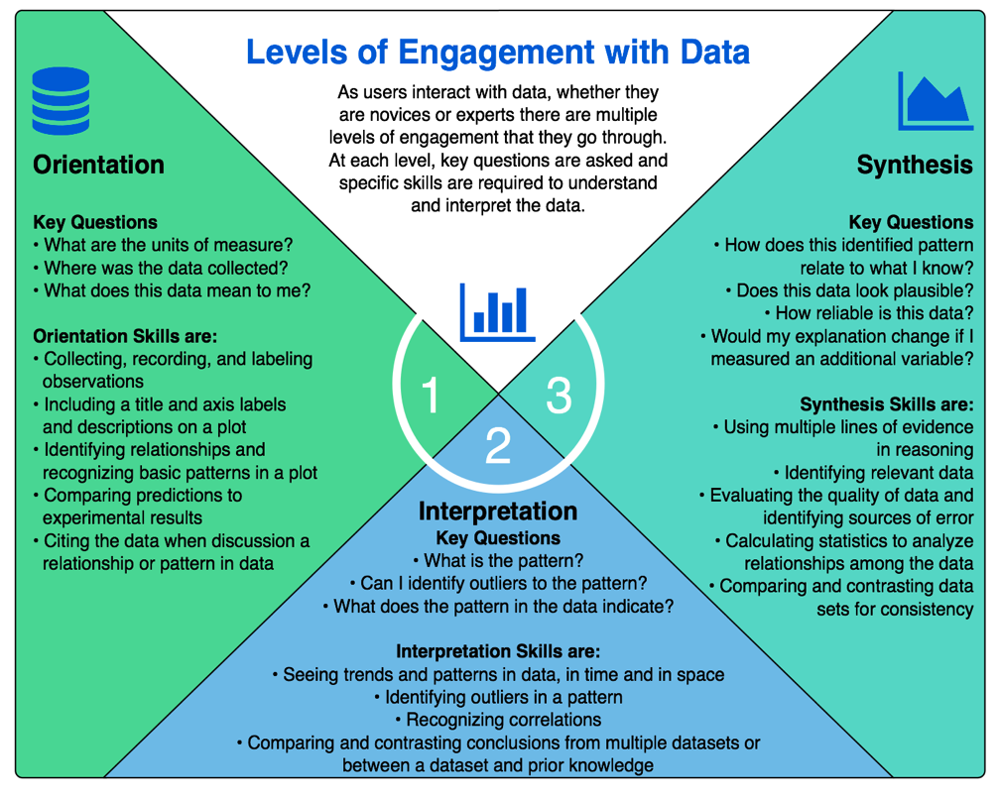 Levels of Engagement with Data
As users interact with data, whether they
are novices or experts there are multiple
levels of engagement that they go through.
At each level, key questions are asked and
specific skills are required to understand
and interpret the data.
Orientation
Key Questions
• What are the units of measure?
• Where was the data collected?
• What does this data mean to me?
Orientation Skills are:
• Collecting, recording, and labeling
observations
• Including a title and axis labels
and descriptions on a plot
• Identifying relationships and
recognizing basic patterns in a plot
• Comparing predictions to
experimental results
• Citing the data when discussion a
relationship or pattern in data
1
2
3
Interpretation
Key Questions
• What is the pattern?
• Can I identify outliers to the pattern?
• What does the pattern in the data indicate?
Interpretation Skills are:
• Seeing trends and patterns in data, in time and in space
• Identifying outliers in a pattern
• Recognizing correlations
• Comparing and contrasting conclusions from multiple datasets or
between a dataset and prior knowledge
Synthesis
Key Questions
• How does this identified pattern
relate to what I know?
• Does this data look plausible?
• How reliable is this data?
• Would my explanation change if I
measured an additional variable?
Synthesis Skills are:
• Using multiple lines of evidence
in reasoning
• Identifying relevant data
• Evaluating the quality of data and
identifying sources of error
• Calculating statistics to analyze
relationships among the data
• Comparing and contrasting data
sets for consistency